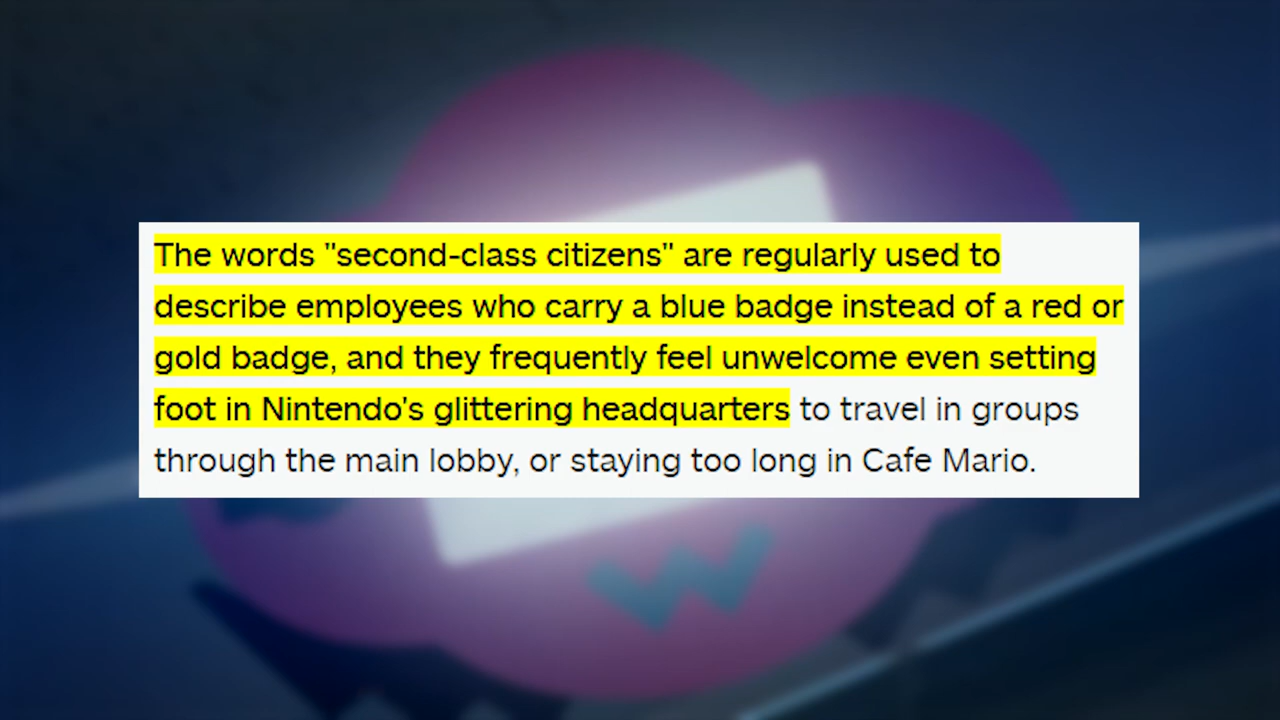 The words "second-class citizens" are regularly used to
describe employees who carry a blue badge instead of a red or
gold badge, and they frequently feel unwelcome even setting
foot in Nintendo's glittering headquarters to travel in groups
through the main lobby, or staying too long in Cafe Mario.